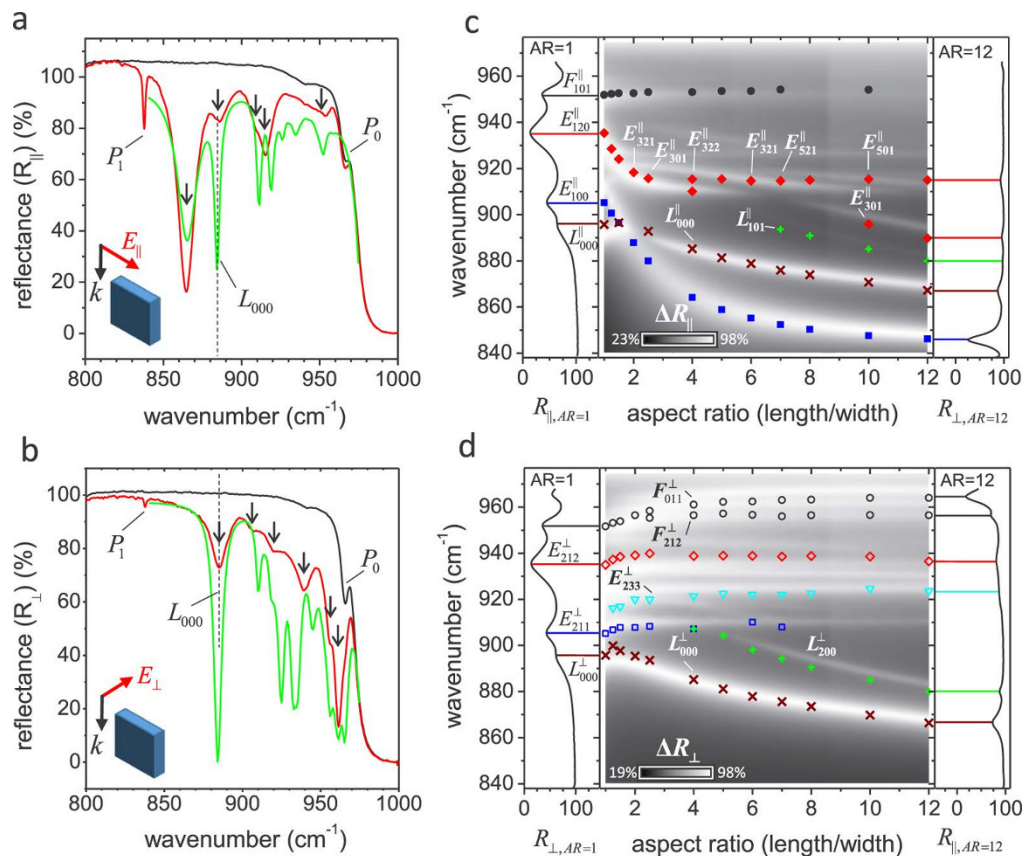 a
reflectance (R∥) (%)
100
80
60
40
20
0
P₁
P₀
E∥
k
L₀₀₀
800 850 900 950 1000
wavenumber (cm⁻¹)
b
reflectance (R⊥) (%)
100
80
60
40
20
0
P₁
P₀
L₀₀₀
E⊥
k
800 850 900 950 1000
wavenumber (cm⁻¹)
c
wavenumber (cm⁻¹)
960
940
920
900
880
860
840
AR=1
F∥₁₀₁
E∥₁₂₀
E∥₁₀₀
L∥₀₀₀
E∥₃₂₁
E∥₃₀₁
E∥₃₂₂
E∥₃₂₁
E∥₅₂₁
E∥₅₀₁
E∥₃₀₁
L∥₀₀₀
L∥₁₀₁
ΔR∥
23% 98%
AR=12
0 100
2 4 6 8 10 12
0 100
R∥,AR=1
aspect ratio (length/width)
R⊥,AR=12
d
wavenumber (cm⁻¹)
960
940
920
900
880
860
840
AR=1
E⊥₂₁₂
E⊥₂₁₁
L⊥₀₀₀
F⊥₀₁₁
F⊥₂₁₂
E⊥₂₃₃
L⊥₀₀₀
L⊥₂₀₀
ΔR⊥
19% 98%
AR=12
0 100
2 4 6 8 10 12
0 100
R⊥,AR=1
aspect ratio (length/width)
R∥,AR=12